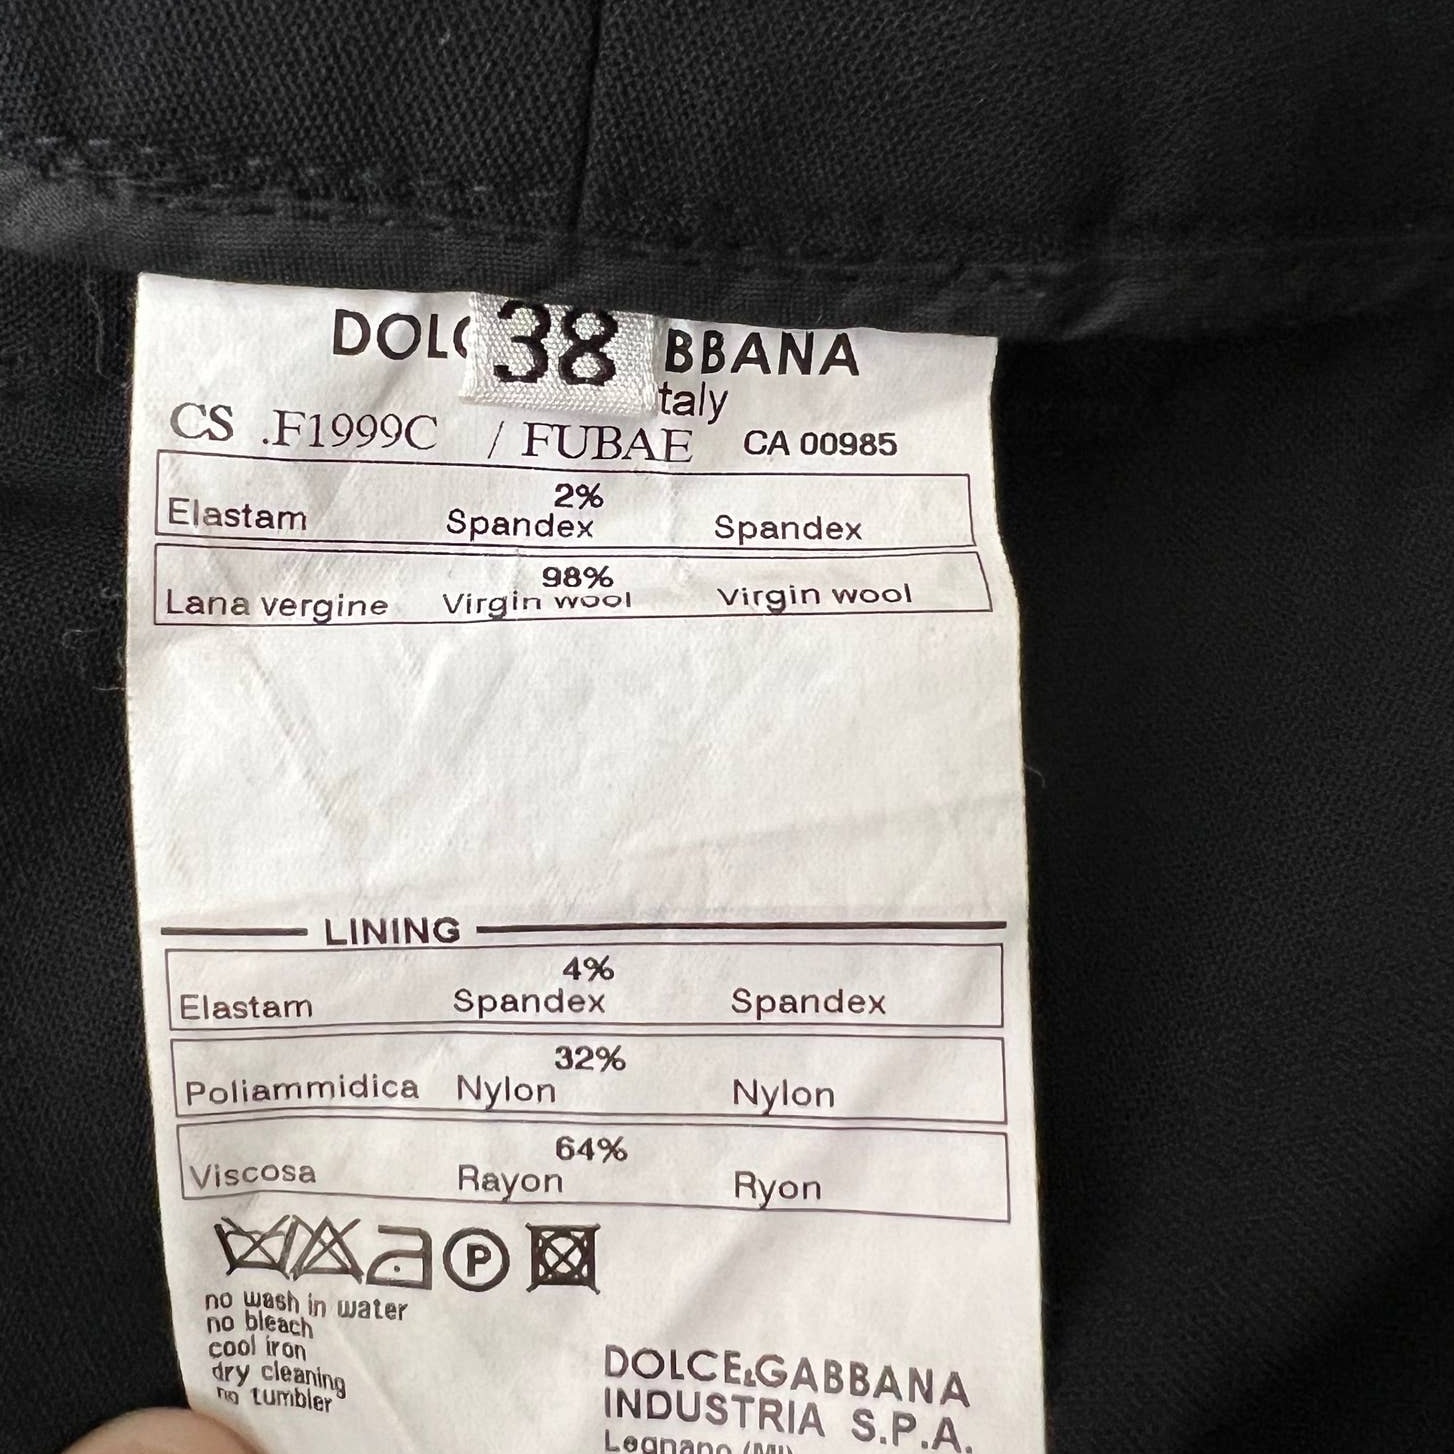 DOLC 38 BBANA
taly
CS .F1999C / FUBAE CA 00985
2%
Elastam Spandex Spandex
98%
Lana vergine Virgin wool Virgin wool
LINING
4%
Elastam Spandex Spandex
32%
Poliammidica Nylon Nylon
64%
Viscosa Rayon Ryon
P
no wash in water
no bleach
cool iron
dry cleaning
no tumbler
DOLCE&GABBANA
INDUSTRIA S.P.A.
Legnano (MI)